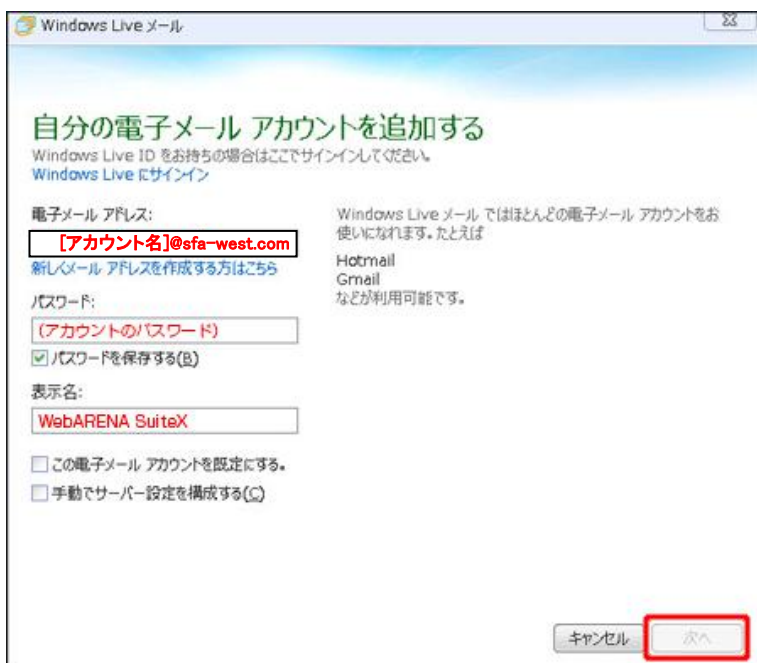 Windows Live メール
自分の電子メール アカウントを追加する
Windows Live ID をお持ちの場合はここでサインインしてください。
Windows Live にサインイン
電子メール アドレス:
[アカウント名]@sfa-west.com
新しくメール アドレスを作成する方はこちら
パスワード:
(アカウントのパスワード)
パスワードを保存する(B)
表示名:
WebARENA SuiteX
この電子メール アカウントを既定にする。
手動でサーバー設定を構成する(C)
Windows Live メール ではほとんどの電子メール アカウントをお
使いになれます。たとえば
Hotmail
Gmail
などが利用可能です。
キャンセル
次へ